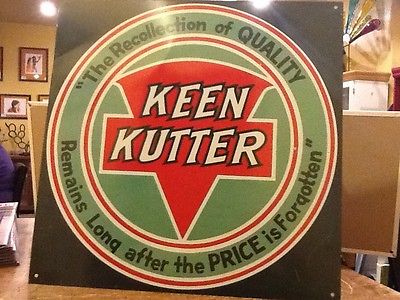 "The Recollection of QUALITY
KEEN
KUTTER
Remains Long after the PRICE is Forgotten"